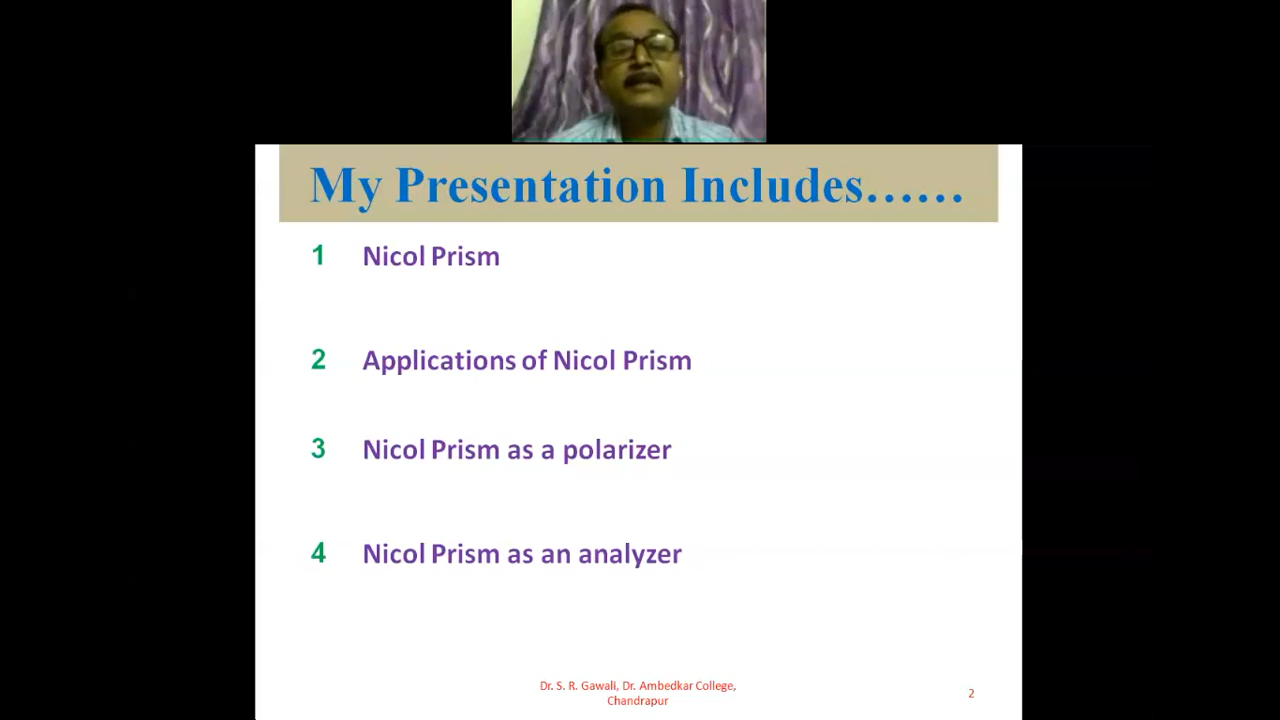 My Presentation Includes......
1 Nicol Prism
2 Applications of Nicol Prism
3 Nicol Prism as a polarizer
4 Nicol Prism as an analyzer
Dr. S. R. Gawali, Dr. Ambedkar College,
Chandrapur
2